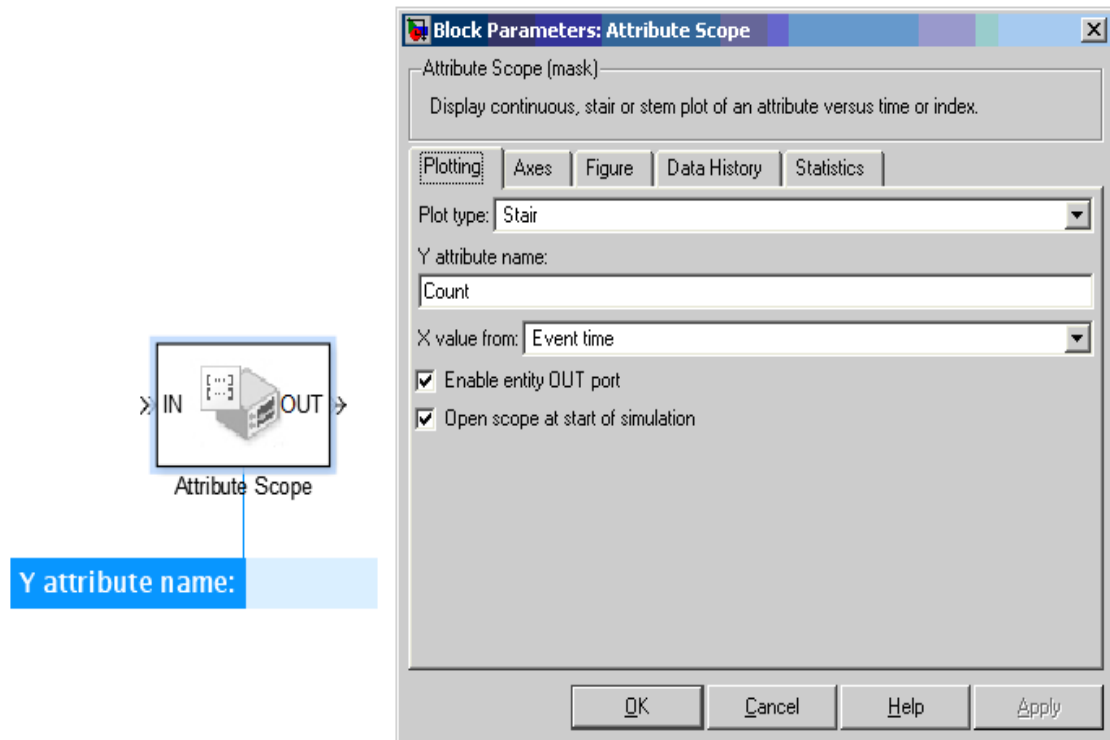 IN
OUT
Attribute Scope
Y attribute name:
Block Parameters: Attribute Scope
Attribute Scope (mask)
Display continuous, stair or stem plot of an attribute versus time or index.
Plotting Axes Figure Data History Statistics
Plot type: Stair
Y attribute name:
Count
X value from: Event time
Enable entity OUT port
Open scope at start of simulation
OK Cancel Help Apply